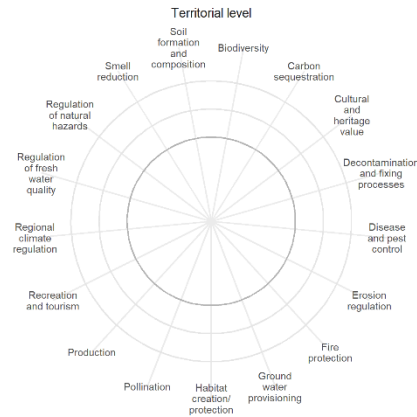 Territorial level
Soil
formation
and
composition
Biodiversity
Carbon
sequestration
Cultural
and
heritage
value
Decontamination
and fixing
processes
Disease
and pest
control
Erosion
regulation
Fire
protection
Ground
water
provisioning
Habitat
creation/
protection
Pollination
Production
Recreation
and tourism
Regional
climate
regulation
Regulation
of fresh
water
quality
Regulation
of natural
hazards
Smell
reduction